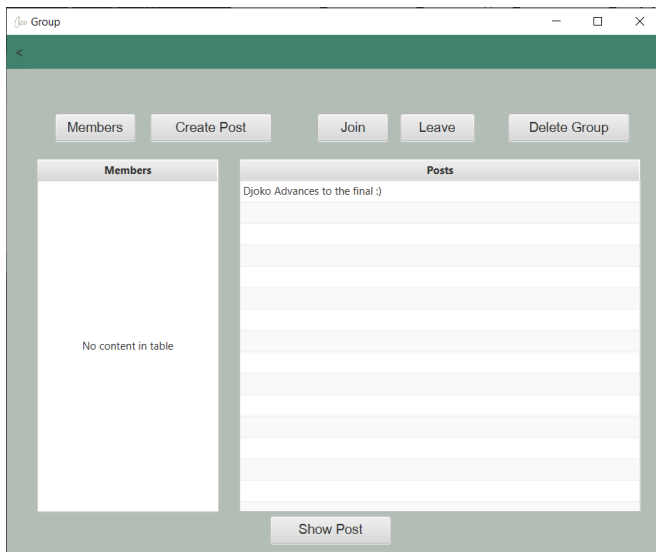 Group
<
Members Create Post Join Leave Delete Group
Members Posts
Djoko Advances to the final :)
No content in table
Show Post